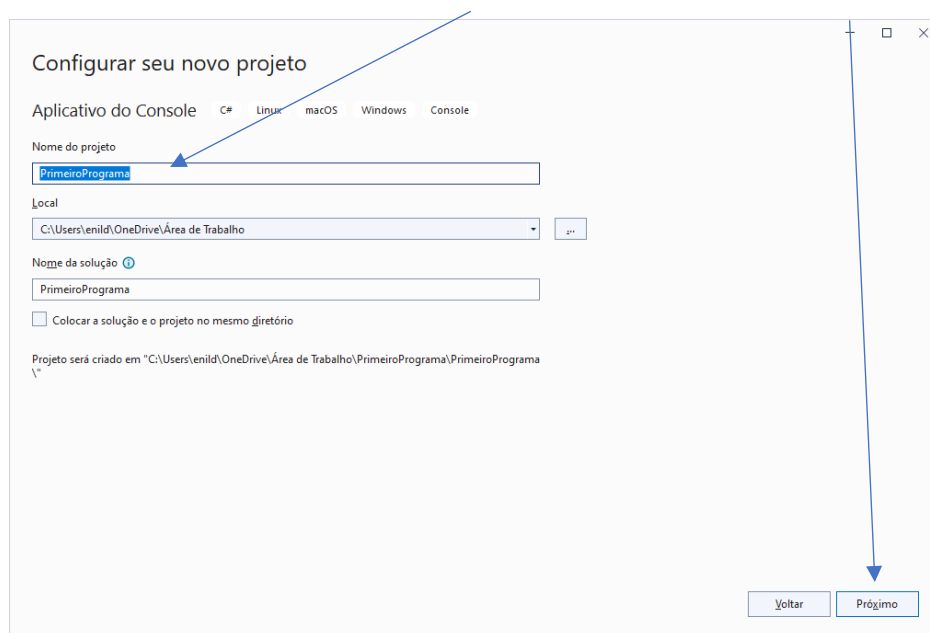 Configurar seu novo projeto
Aplicativo do Console C# Linux macOS Windows Console
Nome do projeto
PrimeiroPrograma
Local
C:\Users\enild\OneDrive\Área de Trabalho
...
Nome da solução
PrimeiroPrograma
Colocar a solução e o projeto no mesmo diretório
Projeto será criado em "C:\Users\enild\OneDrive\Área de Trabalho\PrimeiroPrograma\PrimeiroPrograma
\"
Voltar Próximo